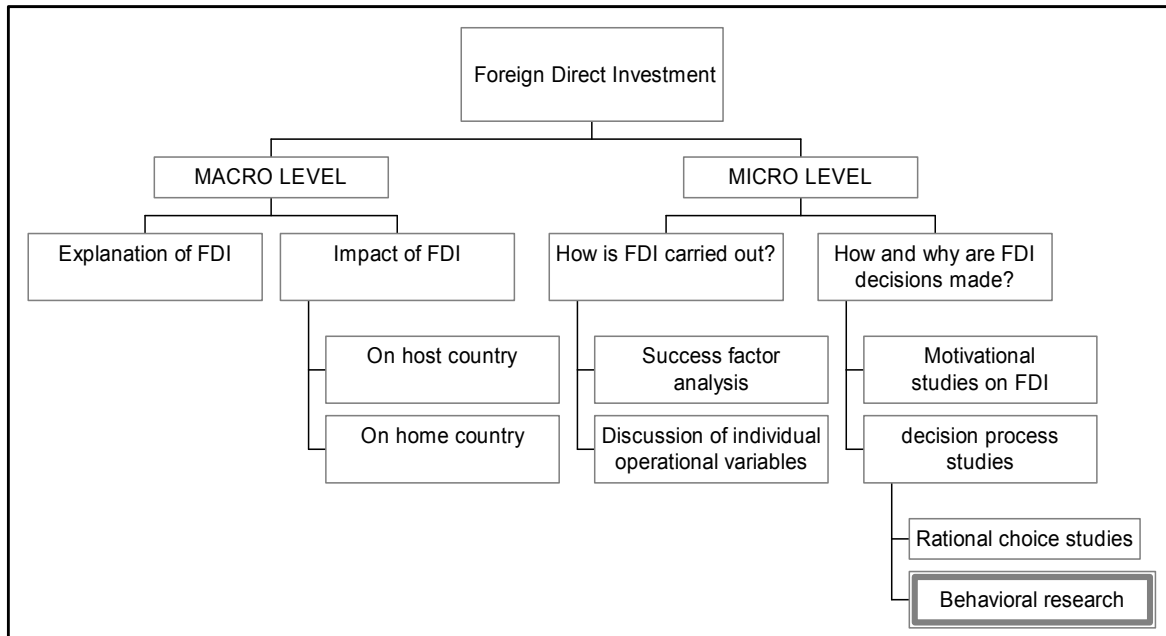 Foreign Direct Investment
MACRO LEVEL
MICRO LEVEL
Explanation of FDI
Impact of FDI
How is FDI carried out?
How and why are FDI
decisions made?
On host country
Success factor
analysis
Motivational
studies on FDI
On home country
Discussion of individual
operational variables
decision process
studies
Rational choice studies
Behavioral research